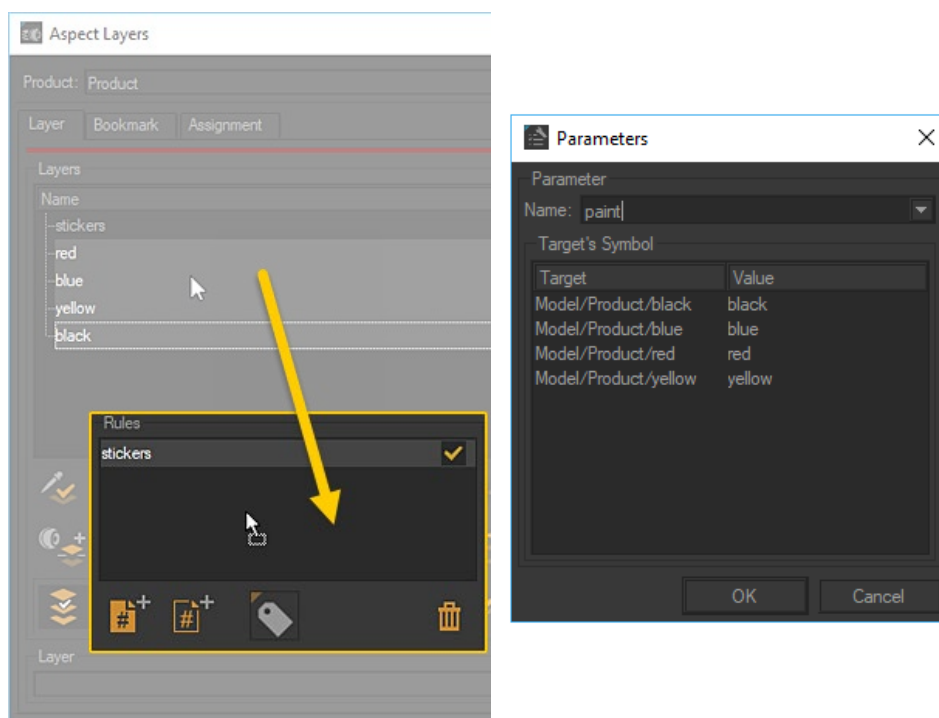 Aspect Layers
Product: Product
Layer Bookmark Assignment
Layers
Name
stickers
red
blue
yellow
black
Rules
stickers
# + # +
Layer
Parameters
Parameter
Name: paint
Target's Symbol
Target Value
Model/Product/black black
Model/Product/blue blue
Model/Product/red red
Model/Product/yellow yellow
OK Cancel